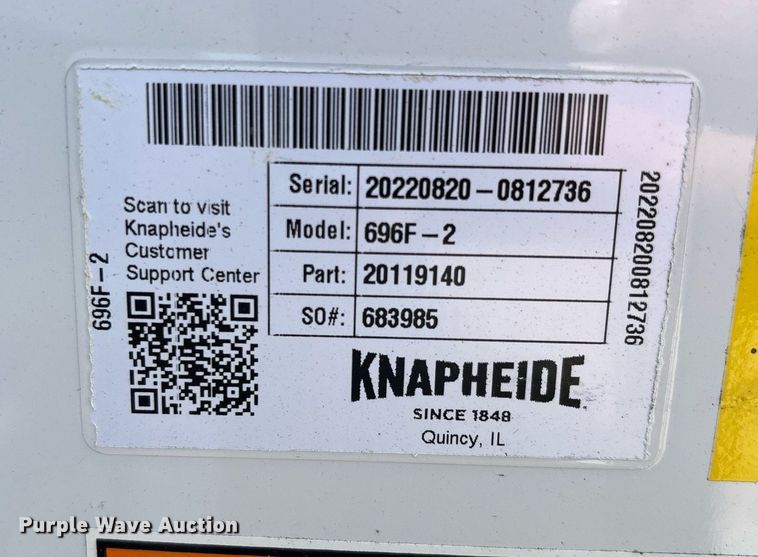 Serial: 20220820-0812736
Model: 696F-2
Part: 20119140
SO#: 683985
Scan to visit
Knapheide's
Customer
Support Center
696F-2
202208200812736
KNAPHEIDE
SINCE 1848
Quincy, IL
Purple Wave Auction